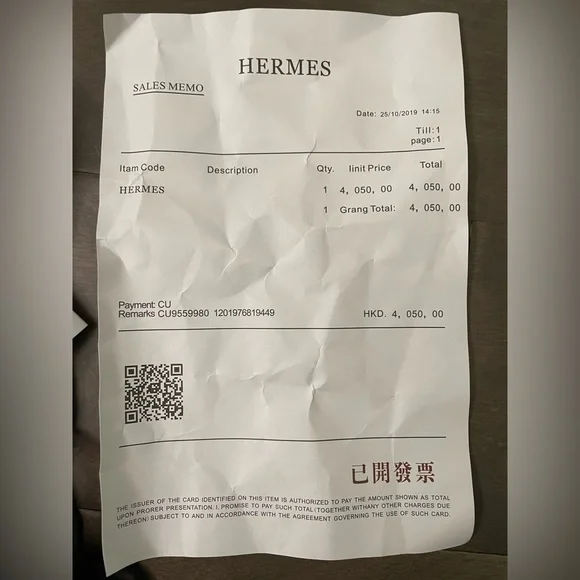 HERMES
SALES MEMO
Date: 25/10/2019 14:15
Till:1
page:1
Itam Code Description Qty. Iinit Price Total
HERMES 1 4, 050, 00 4, 050, 00
1 Grang Total: 4, 050, 00
Payment: CU
Remarks CU9559980 1201976819449 HKD. 4, 050, 00
已開發票
THE ISSUER OF THE CARD IDENTIFIED ON THIS ITEM IS AUTHORIZED TO PAY THE AMOUNT SHOWN AS TOTAL
UPON PRORER PRESENTATION. I. PROMISE TO PAY SUCH TOTAL (TOGETHER WITHANY OTHER CHARGES DUE
THEREON) SUBJECT TO AND IN ACCORDANCE WITH THE AGREEMENT GOVERNING THE USE OF SUCH CARD.